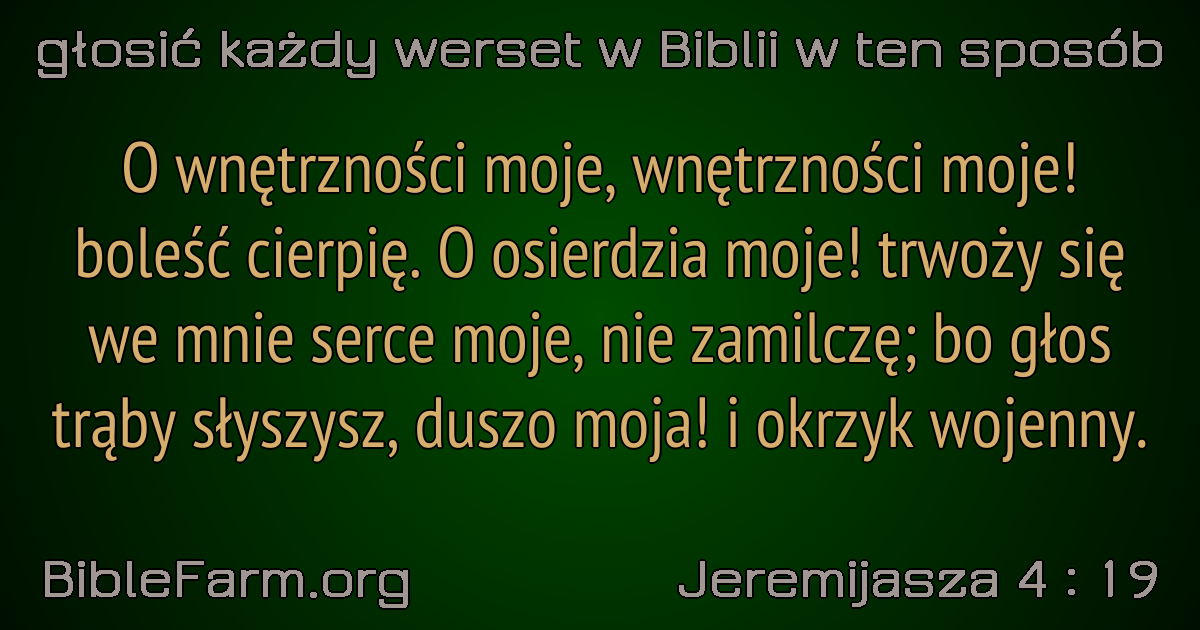 głosić każdy werset w Biblii w ten sposób
O wnętrzności moje, wnętrzności moje!
boleść cierpię. O osierdzia moje! trwoży się
we mnie serce moje, nie zamilczę; bo głos
trąby słyszysz, duszo moja! i okrzyk wojenny.
BibleFarm.org
Jeremijasza 4 : 19